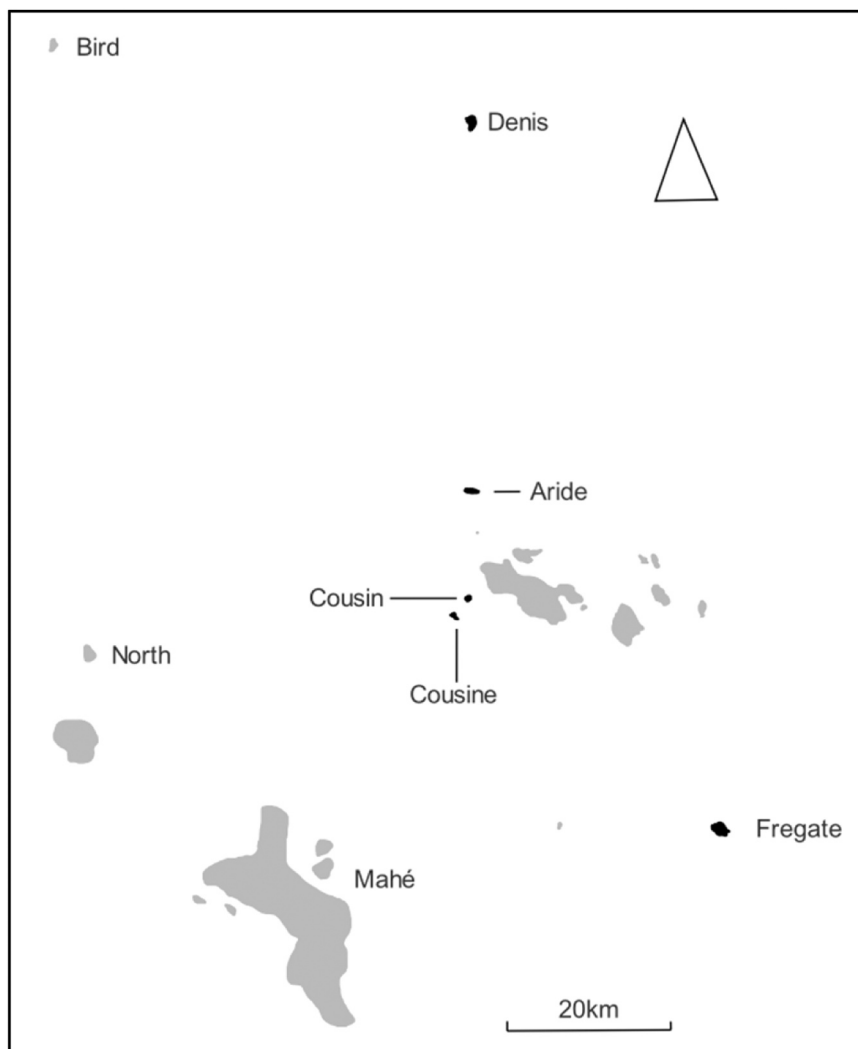 Bird
Denis
Aride
Cousin
North
Cousine
Fregate
Mahé
20km